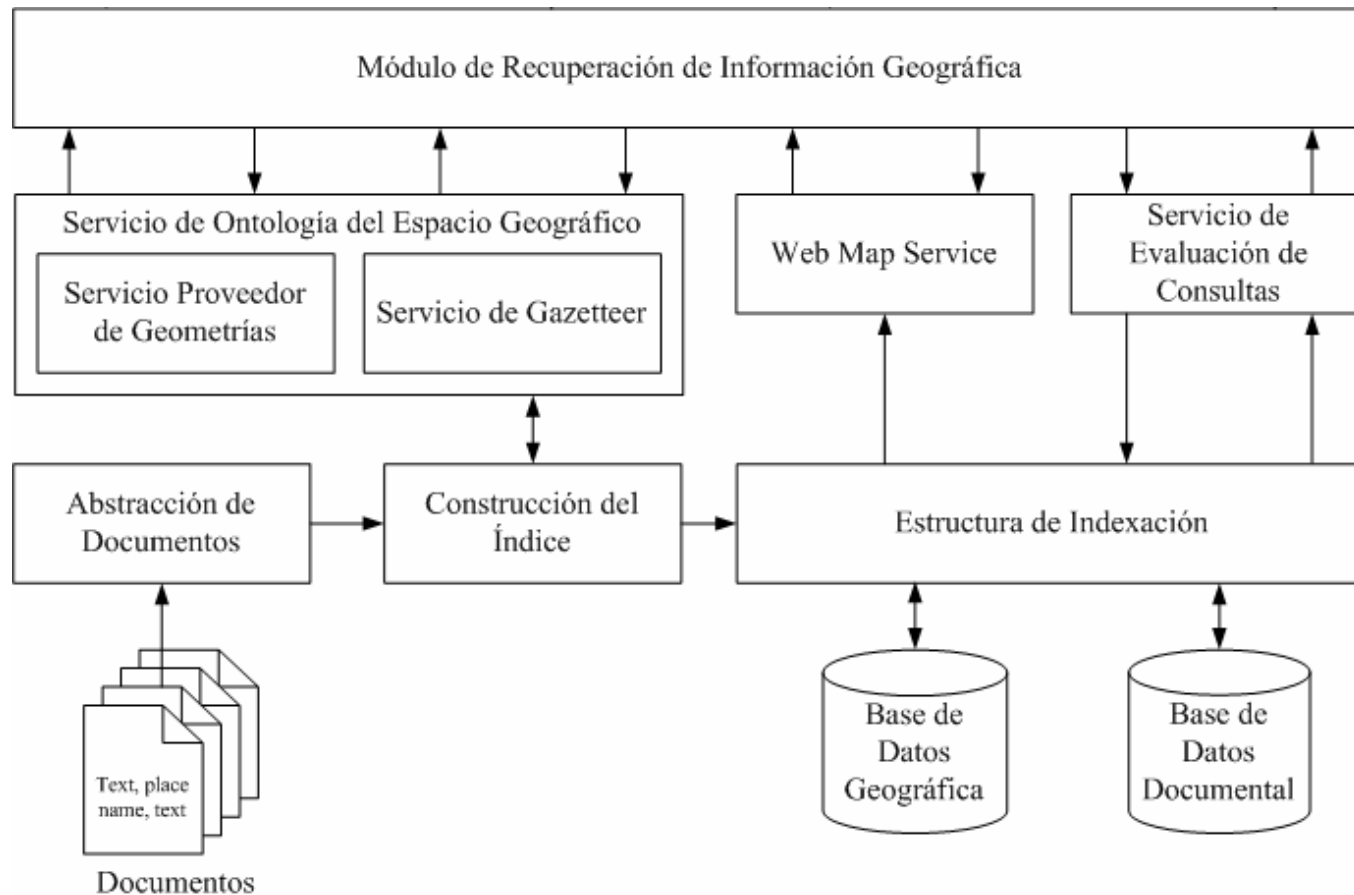 Módulo de Recuperación de Información Geográfica
Servicio de Ontología del Espacio Geográfico
Servicio Proveedor
de Geometrías
Servicio de Gazetteer
Web Map Service
Servicio de
Evaluación de
Consultas
Abstracción de
Documentos
Construcción del
Índice
Estructura de Indexación
Text, place
name, text
Documentos
Base de
Datos
Geográfica
Base de
Datos
Documental